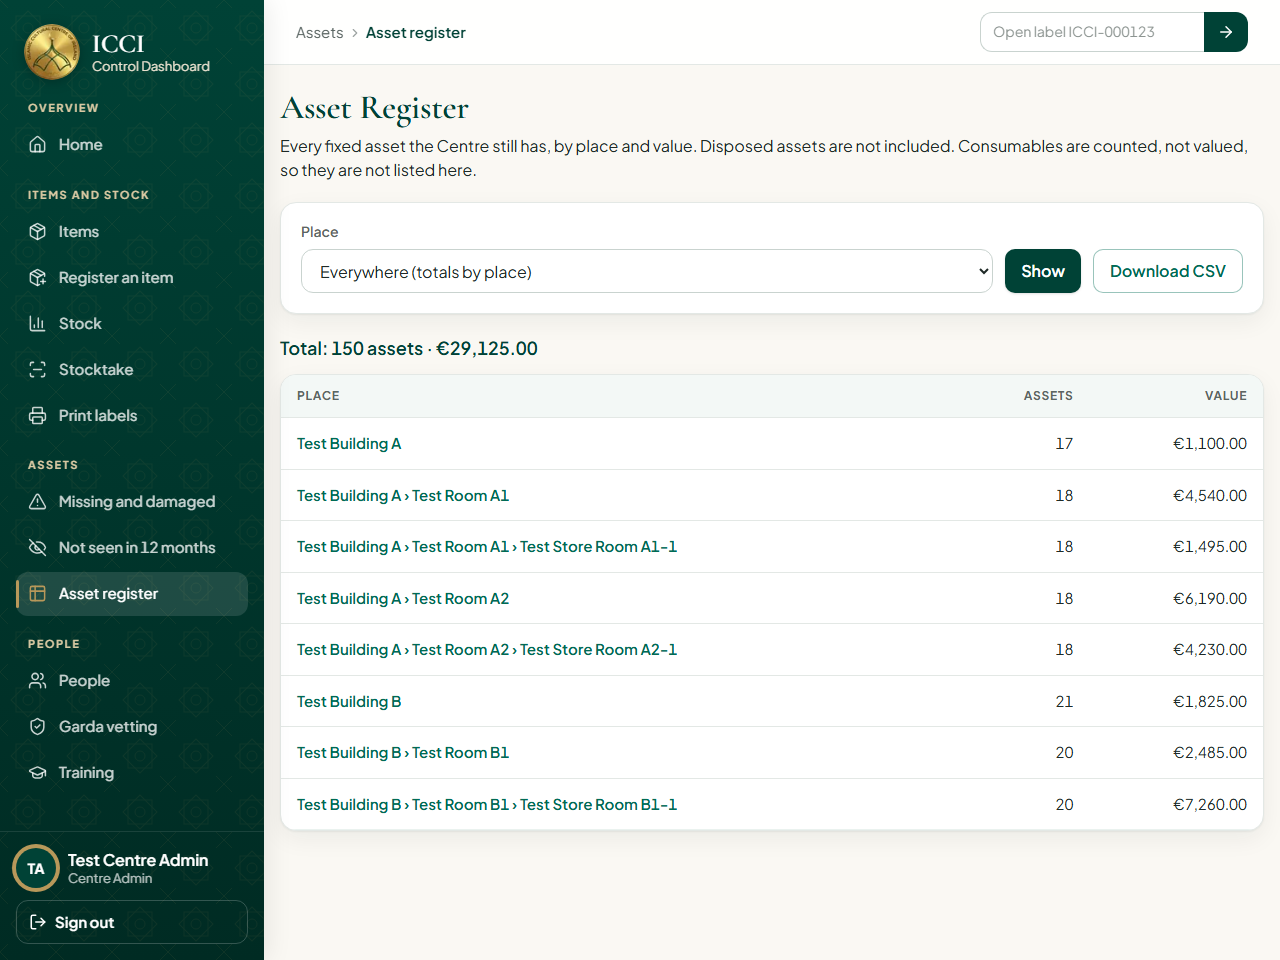 ICCI
Control Dashboard
OVERVIEW
Home
ITEMS AND STOCK
Items
Register an item
Stock
Stocktake
Print labels
ASSETS
Missing and damaged
Not seen in 12 months
Asset register
PEOPLE
People
Garda vetting
Training
TA
Test Centre Admin
Centre Admin
Sign out
Assets › Asset register
Open label ICCI-000123
Asset Register
Every fixed asset the Centre still has, by place and value. Disposed assets are not included. Consumables are counted, not valued,
so they are not listed here.
Place
Everywhere (totals by place)
Show
Download CSV
Total: 150 assets · €29,125.00
PLACE ASSETS VALUE
Test Building A 17 €1,100.00
Test Building A › Test Room A1 18 €4,540.00
Test Building A › Test Room A1 › Test Store Room A1-1 18 €1,495.00
Test Building A › Test Room A2 18 €6,190.00
Test Building A › Test Room A2 › Test Store Room A2-1 18 €4,230.00
Test Building B 21 €1,825.00
Test Building B › Test Room B1 20 €2,485.00
Test Building B › Test Room B1 › Test Store Room B1-1 20 €7,260.00